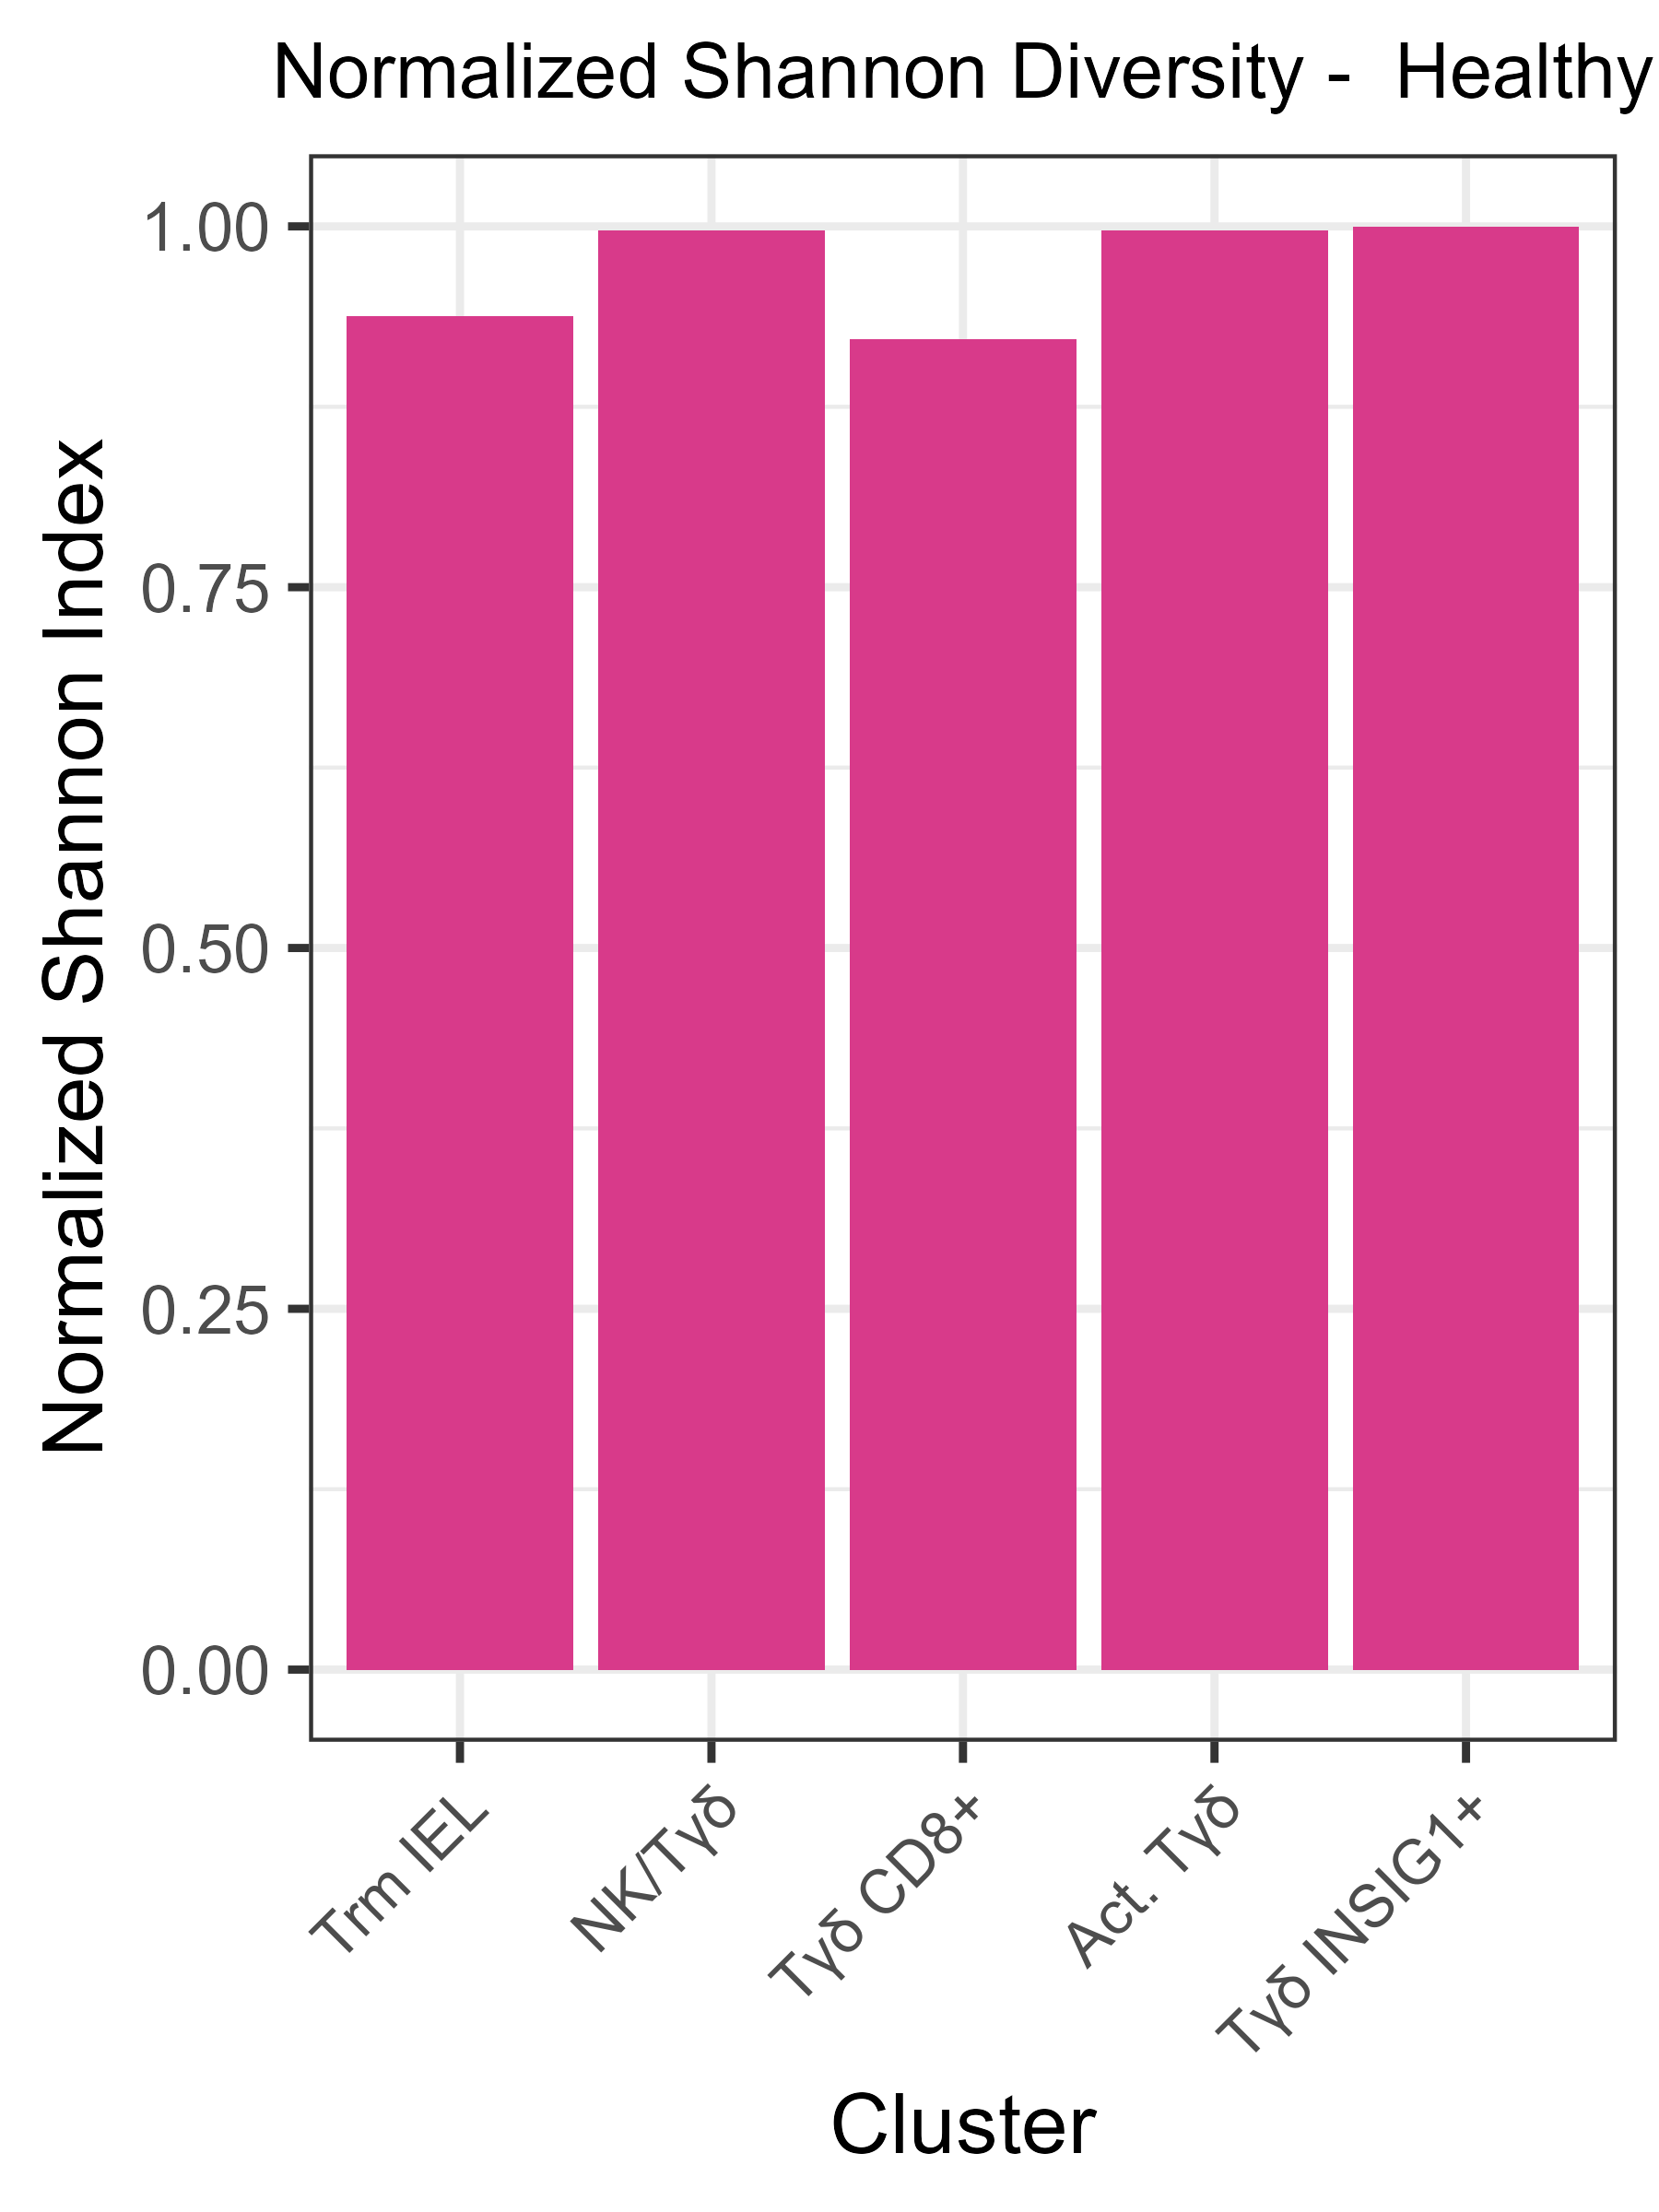 Normalized Shannon Diversity -  Healthy
Normalized Shannon Index
1.00
0.75
0.50
0.25
0.00
Trm IEL
NK/Tγδ
Tγδ CD8+
Act. Tγδ
Tγδ INSIG1+
Cluster